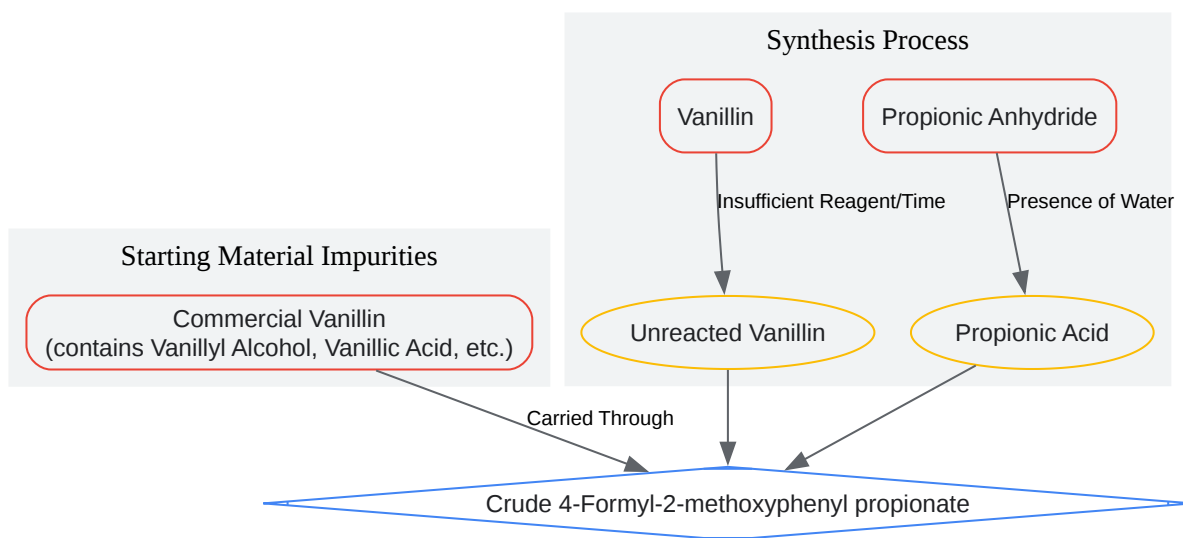 Synthesis Process
Vanillin
Propionic Anhydride
Insufficient Reagent/Time
Presence of Water
Starting Material Impurities
Commercial Vanillin
(contains Vanillyl Alcohol, Vanillic Acid, etc.)
Unreacted Vanillin
Propionic Acid
Carried Through
Crude 4-Formyl-2-methoxyphenyl propionate